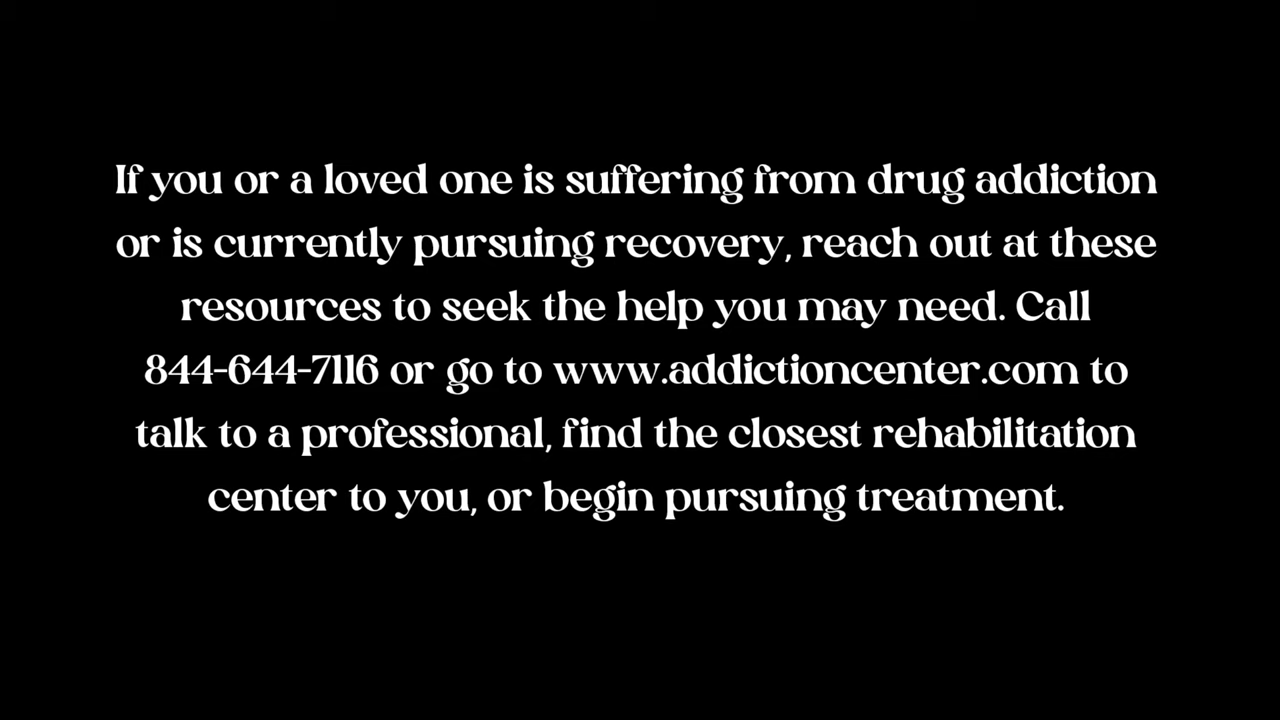 If you or a loved one is suffering from drug addiction
or is currently pursuing recovery, reach out at these
resources to seek the help you may need. Call
844-644-7116 or go to www.addictioncenter.com to
talk to a professional, find the closest rehabilitation
center to you, or begin pursuing treatment.